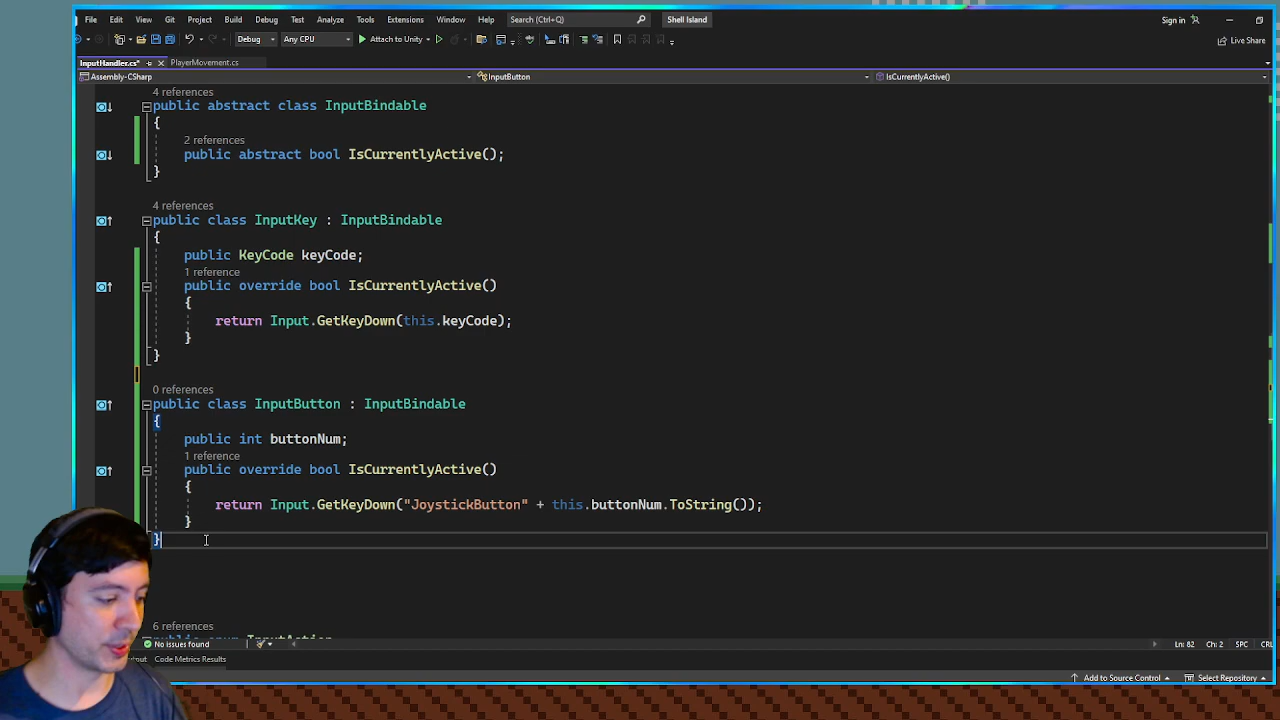 File Edit View Git Project Build Debug Test Analyze Tools Extensions Window Help Search (Ctrl+Q) Shell Island Sign in
Debug Any CPU Attach to Unity Live Share
InputHandler.cs* PlayerMovement.cs
Assembly-CSharp InputButton IsCurrentlyActive()
4 references
public abstract class InputBindable
{
2 references
public abstract bool IsCurrentlyActive();
}
4 references
public class InputKey : InputBindable
{
public KeyCode keyCode;
1 reference
public override bool IsCurrentlyActive()
{
return Input.GetKeyDown(this.keyCode);
}
}
0 references
public class InputButton : InputBindable
{
public int buttonNum;
1 reference
public override bool IsCurrentlyActive()
{
return Input.GetKeyDown("JoystickButton" + this.buttonNum.ToString());
}
}
6 references
public enum InputAction
No issues found Ln: 82 Ch: 2 SPC CRL
Code Metrics Results
Add to Source Control Select Repository